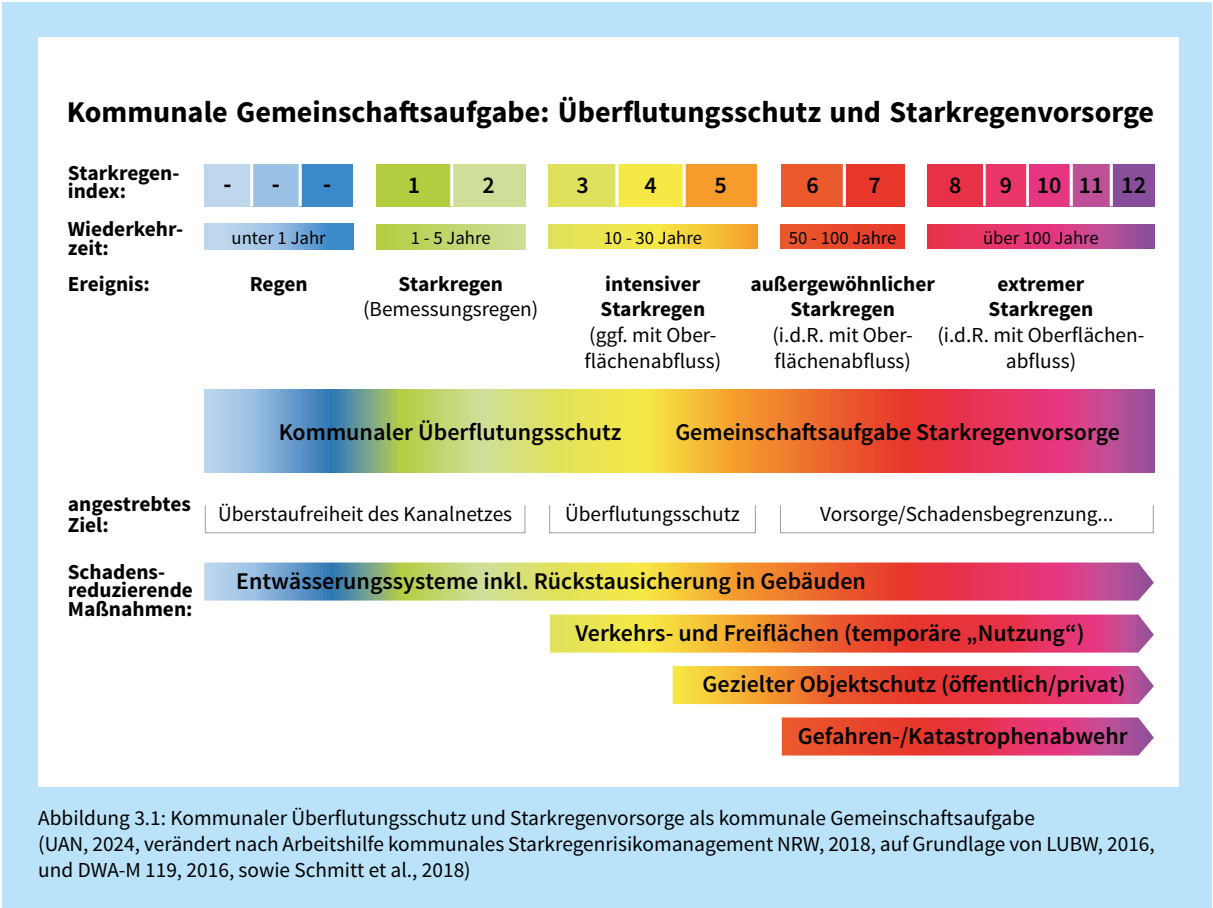 Kommunale Gemeinschaftsaufgabe: Überflutungsschutz und Starkregenvorsorge
Starkregen-
index:
- - - 1 2 3 4 5 6 7 8 9 10 11 12
Wiederkehr-
zeit:
unter 1 Jahr 1 - 5 Jahre 10 - 30 Jahre 50 - 100 Jahre über 100 Jahre
Ereignis:
Regen
Starkregen
(Bemessungsregen)
intensiver
Starkregen
(ggf. mit Ober-
flächenabfluss)
außergewöhnlicher
Starkregen
(i.d.R. mit Ober-
flächenabfluss)
extremer
Starkregen
(i.d.R. mit Oberflächen-
abfluss)
Kommunaler Überflutungsschutz Gemeinschaftsaufgabe Starkregenvorsorge
angestrebtes
Ziel:
Überstaufreiheit des Kanalnetzes Überflutungsschutz Vorsorge/Schadensbegrenzung...
Schadens-
reduzierende
Maßnahmen:
Entwässerungssysteme inkl. Rückstausicherung in Gebäuden
Verkehrs- und Freiflächen (temporäre „Nutzung“)
Gezielter Objektschutz (öffentlich/privat)
Gefahren-/Katastrophenabwehr
Abbildung 3.1: Kommunaler Überflutungsschutz und Starkregenvorsorge als kommunale Gemeinschaftsaufgabe
(UAN, 2024, verändert nach Arbeitshilfe kommunales Starkregenrisikomanagement NRW, 2018, auf Grundlage von LUBW, 2016,
und DWA-M 119, 2016, sowie Schmitt et al., 2018)